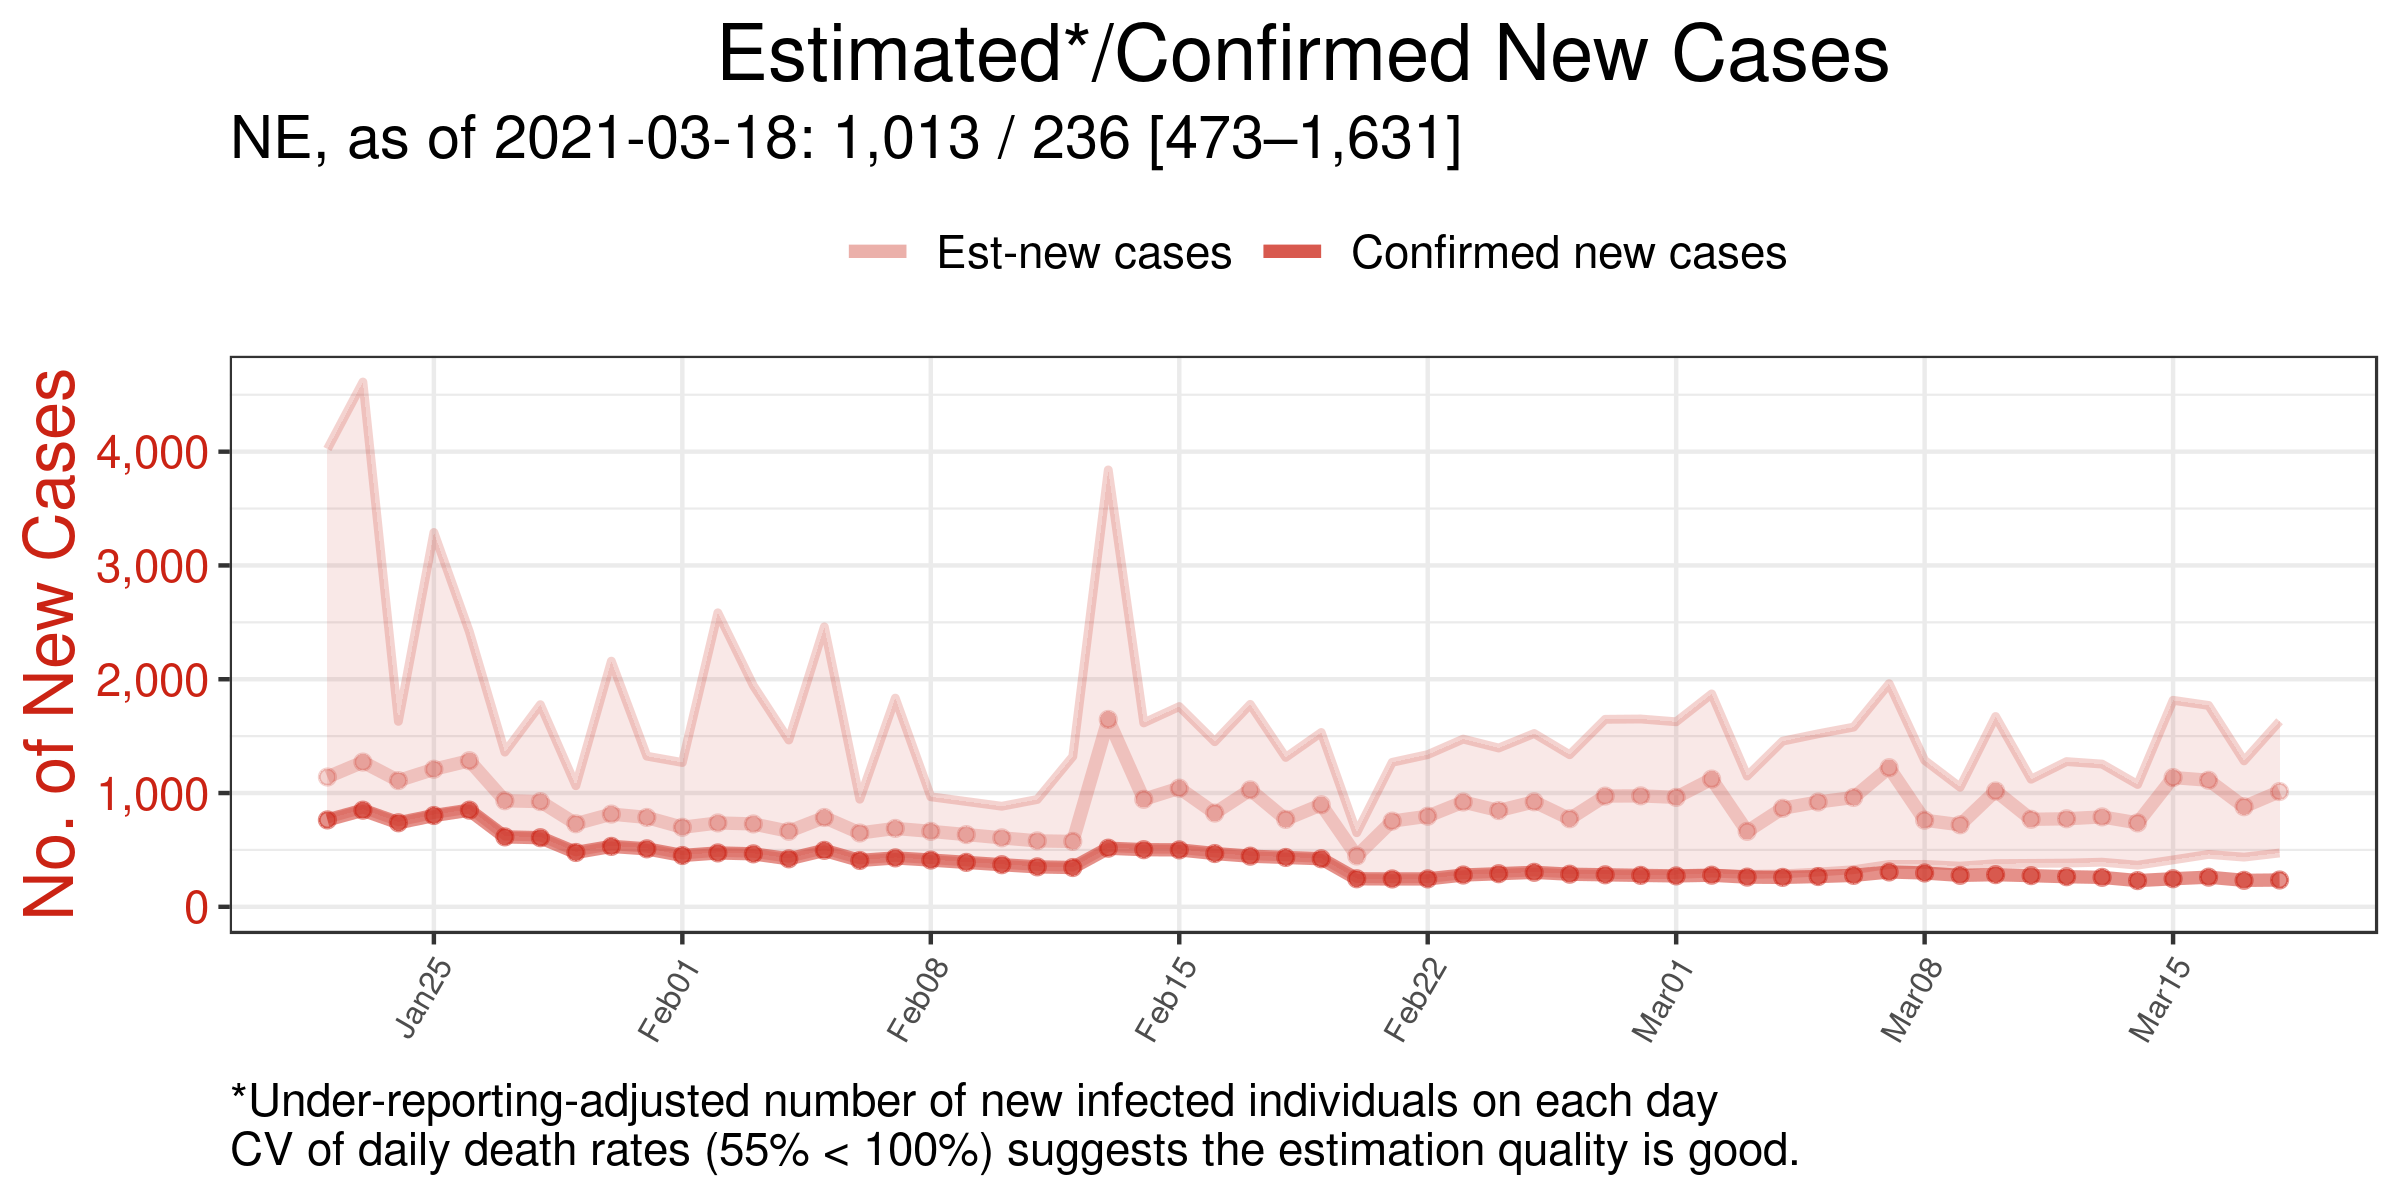 Estimated*/Confirmed New Cases
NE, as of 2021-03-18: 1,013 / 236 [473–1,631]
Est-new cases
Confirmed new cases
No. of New Cases
4,000
3,000
2,000
1,000
0
Jan25
Feb01
Feb08
Feb15
Feb22
Mar01
Mar08
Mar15
*Under-reporting-adjusted number of new infected individuals on each day
CV of daily death rates (55% < 100%) suggests the estimation quality is good.